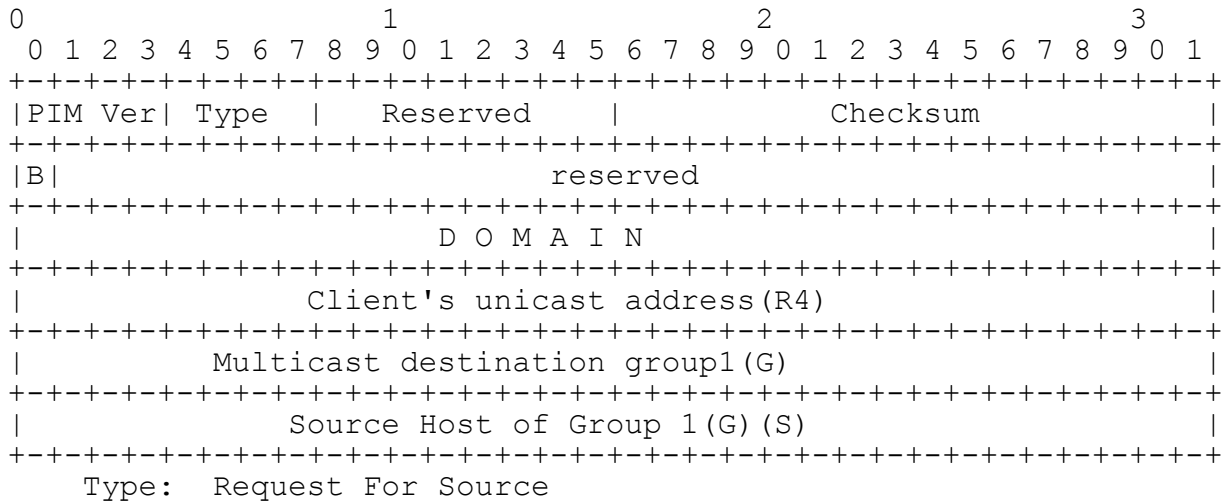 0                   1                   2                   3
 0 1 2 3 4 5 6 7 8 9 0 1 2 3 4 5 6 7 8 9 0 1 2 3 4 5 6 7 8 9 0 1
+-+-+-+-+-+-+-+-+-+-+-+-+-+-+-+-+-+-+-+-+-+-+-+-+-+-+-+-+-+-+-+-+
|PIM Ver| Type  |   Reserved    |           Checksum            |
+-+-+-+-+-+-+-+-+-+-+-+-+-+-+-+-+-+-+-+-+-+-+-+-+-+-+-+-+-+-+-+-+
|B|                          reserved                           |
+-+-+-+-+-+-+-+-+-+-+-+-+-+-+-+-+-+-+-+-+-+-+-+-+-+-+-+-+-+-+-+-+
|                      D O M A I N                              |
+-+-+-+-+-+-+-+-+-+-+-+-+-+-+-+-+-+-+-+-+-+-+-+-+-+-+-+-+-+-+-+-+
|               Client's unicast address(R4)                    |
+-+-+-+-+-+-+-+-+-+-+-+-+-+-+-+-+-+-+-+-+-+-+-+-+-+-+-+-+-+-+-+-+
|          Multicast destination group1(G)                      |
+-+-+-+-+-+-+-+-+-+-+-+-+-+-+-+-+-+-+-+-+-+-+-+-+-+-+-+-+-+-+-+-+
|              Source Host of Group 1(G)(S)                     |
+-+-+-+-+-+-+-+-+-+-+-+-+-+-+-+-+-+-+-+-+-+-+-+-+-+-+-+-+-+-+-+-+
    Type:  Request For Source